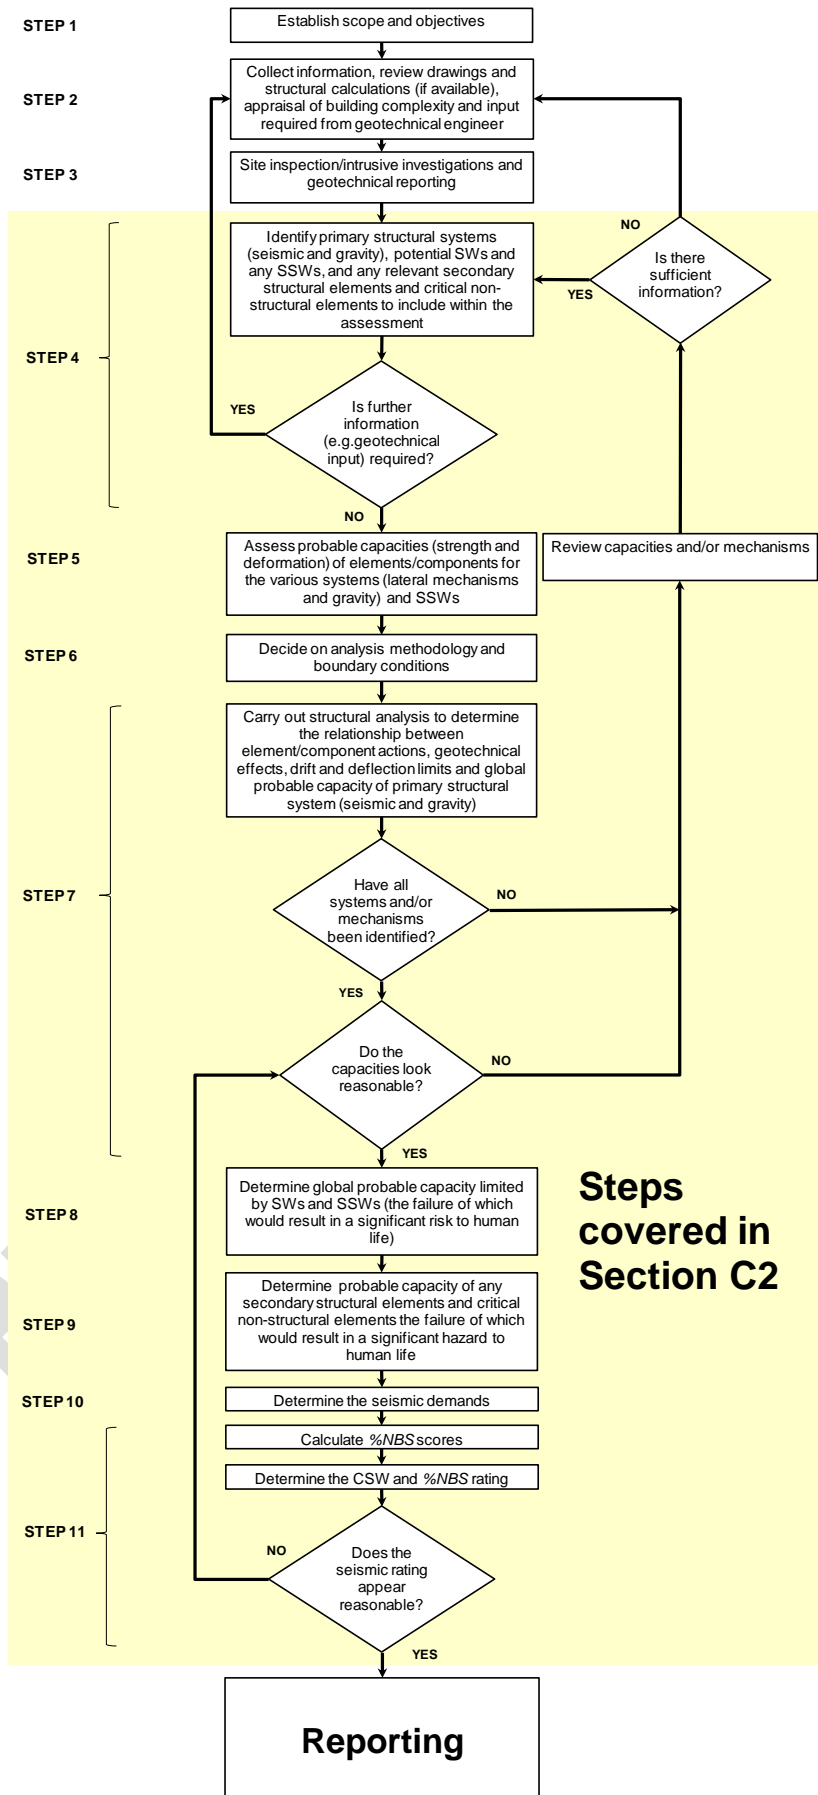 STEP 1
Establish scope and objectives
STEP 2
Collect information, review drawings and
structural calculations (if available),
appraisal of building complexity and input
required from geotechnical engineer
STEP 3
Site inspection/intrusive investigations and
geotechnical reporting
STEP 4
Identify primary structural systems
(seismic and gravity), potential SWs and
any SSWs, and any relevant secondary
structural elements and critical non-
structural elements to include within the
assessment
NO
Is there
sufficient
information?
YES
YES
Is further
information
(e.g.geotechnical
input) required?
NO
STEP 5
Assess probable capacities (strength and
deformation) of elements/components for
the various systems (lateral mechanisms
and gravity) and SSWs
Review capacities and/or mechanisms
STEP 6
Decide on analysis methodology and
boundary conditions
STEP 7
Carry out structural analysis to determine
the relationship between
element/component actions, geotechnical
effects, drift and deflection limits and global
probable capacity of primary structural
system (seismic and gravity)
Have all
systems and/or
mechanisms
been identified?
NO
YES
Do the
capacities look
reasonable?
NO
YES
STEP 8
Determine global probable capacity limited
by SWs and SSWs (the failure of which
would result in a significant risk to human
life)
Steps
covered in
Section C2
STEP 9
Determine probable capacity of any
secondary structural elements and critical
non-structural elements the failure of which
would result in a significant hazard to
human life
STEP 10
Determine the seismic demands
Calculate %NBS scores
Determine the CSW and %NBS rating
STEP 11
NO
Does the
seismic rating
appear
reasonable?
YES
Reporting